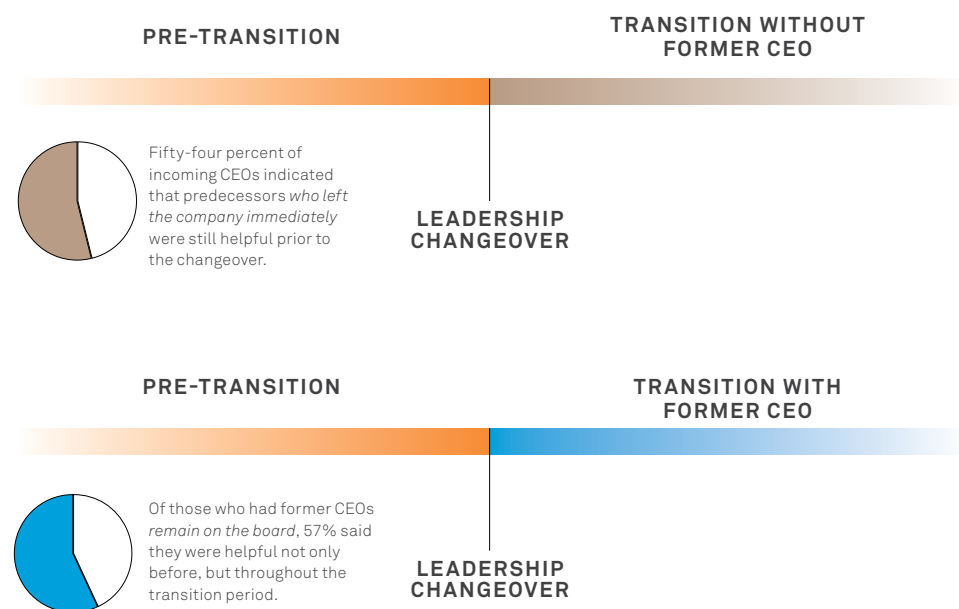 PRE-TRANSITION
TRANSITION WITHOUT
FORMER CEO
Fifty-four percent of
incoming CEOs indicated
that predecessors who left
the company immediately
were still helpful prior to
the changeover.
LEADERSHIP
CHANGEOVER
PRE-TRANSITION
TRANSITION WITH
FORMER CEO
Of those who had former CEOs
remain on the board, 57% said
they were helpful not only
before, but throughout the
transition period.
LEADERSHIP
CHANGEOVER